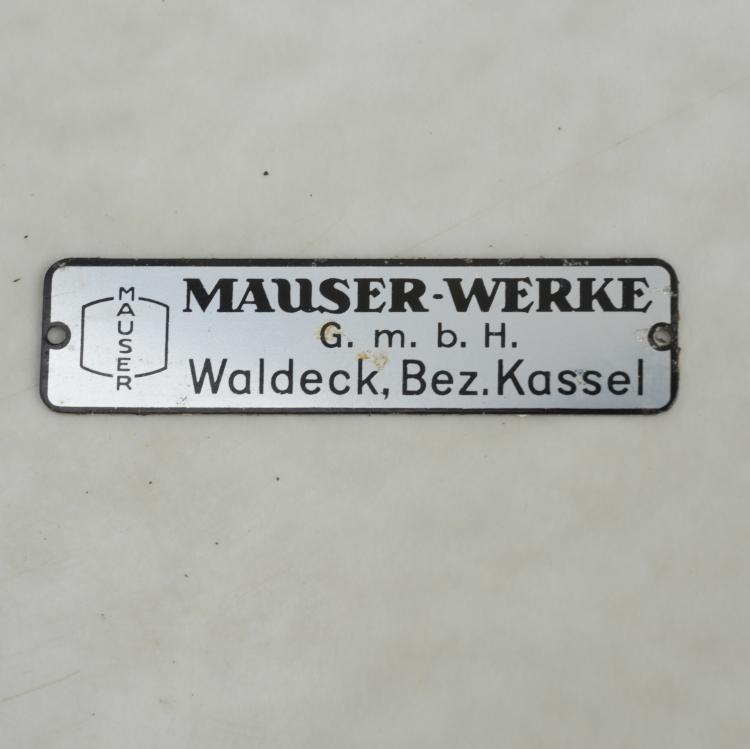 MAUSER
MAUSER-WERKE
G. m. b. H.
Waldeck, Bez. Kassel